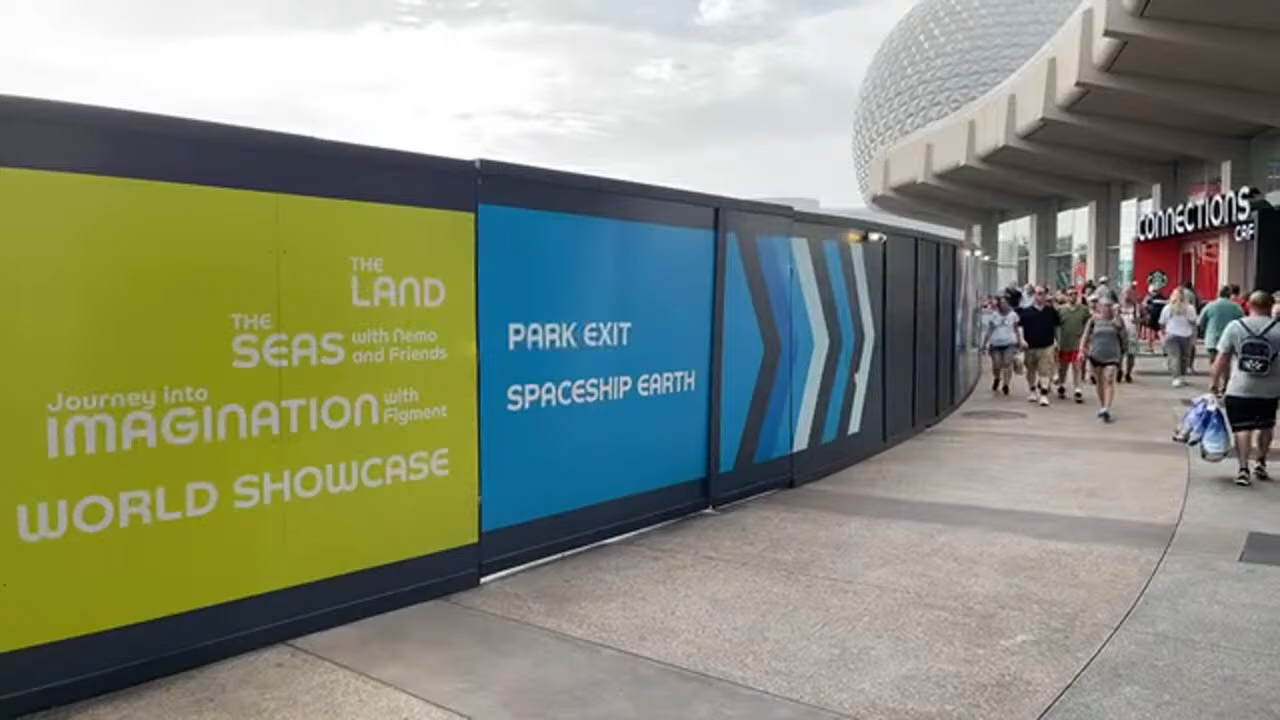 THE
LAND
THE
SEAS with Nemo
and Friends
Journey into
IMAGINATION with
Figment
WORLD SHOWCASE
PARK EXIT
SPACESHIP EARTH
CONNECTIONS
CAF